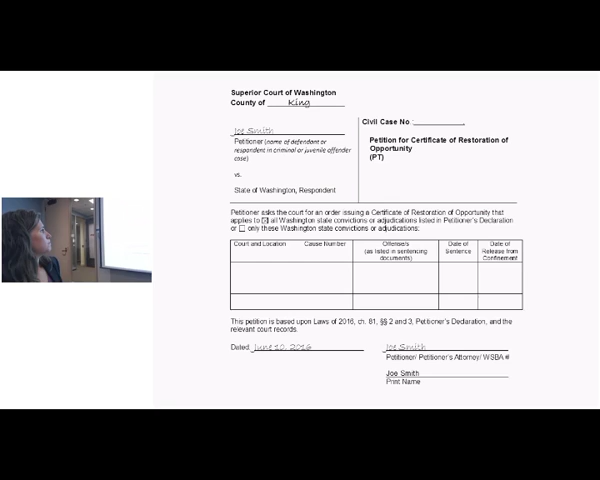 Superior Court of Washington
County of King
Civil Case No :
Joe Smith
Petitioner (name of defendant or
respondent in criminal or juvenile offender
case)
vs.
State of Washington, Respondent
Petition for Certificate of Restoration of
Opportunity
(PT)
Petitioner asks the court for an order issuing a Certificate of Restoration of Opportunity that
applies to ☒ all Washington state convictions or adjudications listed in Petitioner's Declaration
or ☐ only these Washington state convictions or adjudications:
Court and Location
Cause Number
Offense/s
(as listed in sentencing
documents)
Date of
Sentence
Date of
Release from
Confinement
This petition is based upon Laws of 2016, ch. 81, §§ 2 and 3, Petitioner's Declaration, and the
relevant court records.
Dated: June 10, 2016
Joe Smith
Petitioner/ Petitioner's Attorney/ WSBA #
Joe Smith
Print Name